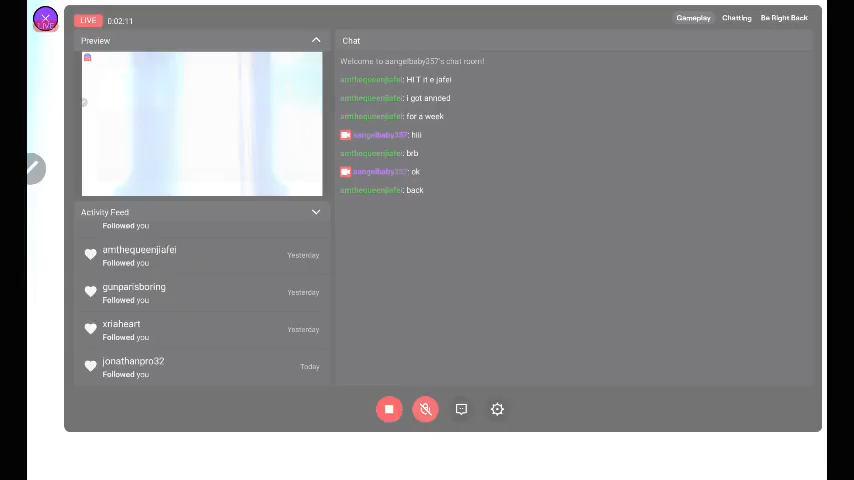 LIVE
LIVE 0:02:11
Gameplay Chatting Be Right Back
Preview
Chat
Welcome to aangelbaby357's chat room!
amthequeenjiafei: HI T it e jafei
amthequeenjiafei: i got annded
amthequeenjiafei: for a week
aangelbaby357: hiii
amthequeenjiafei: brb
aangelbaby357: ok
amthequeenjiafei: back
Activity Feed
Followed you
amthequeenjiafei
Followed you
Yesterday
gunparisboring
Followed you
Yesterday
xriaheart
Followed you
Yesterday
jonathanpro32
Followed you
Today